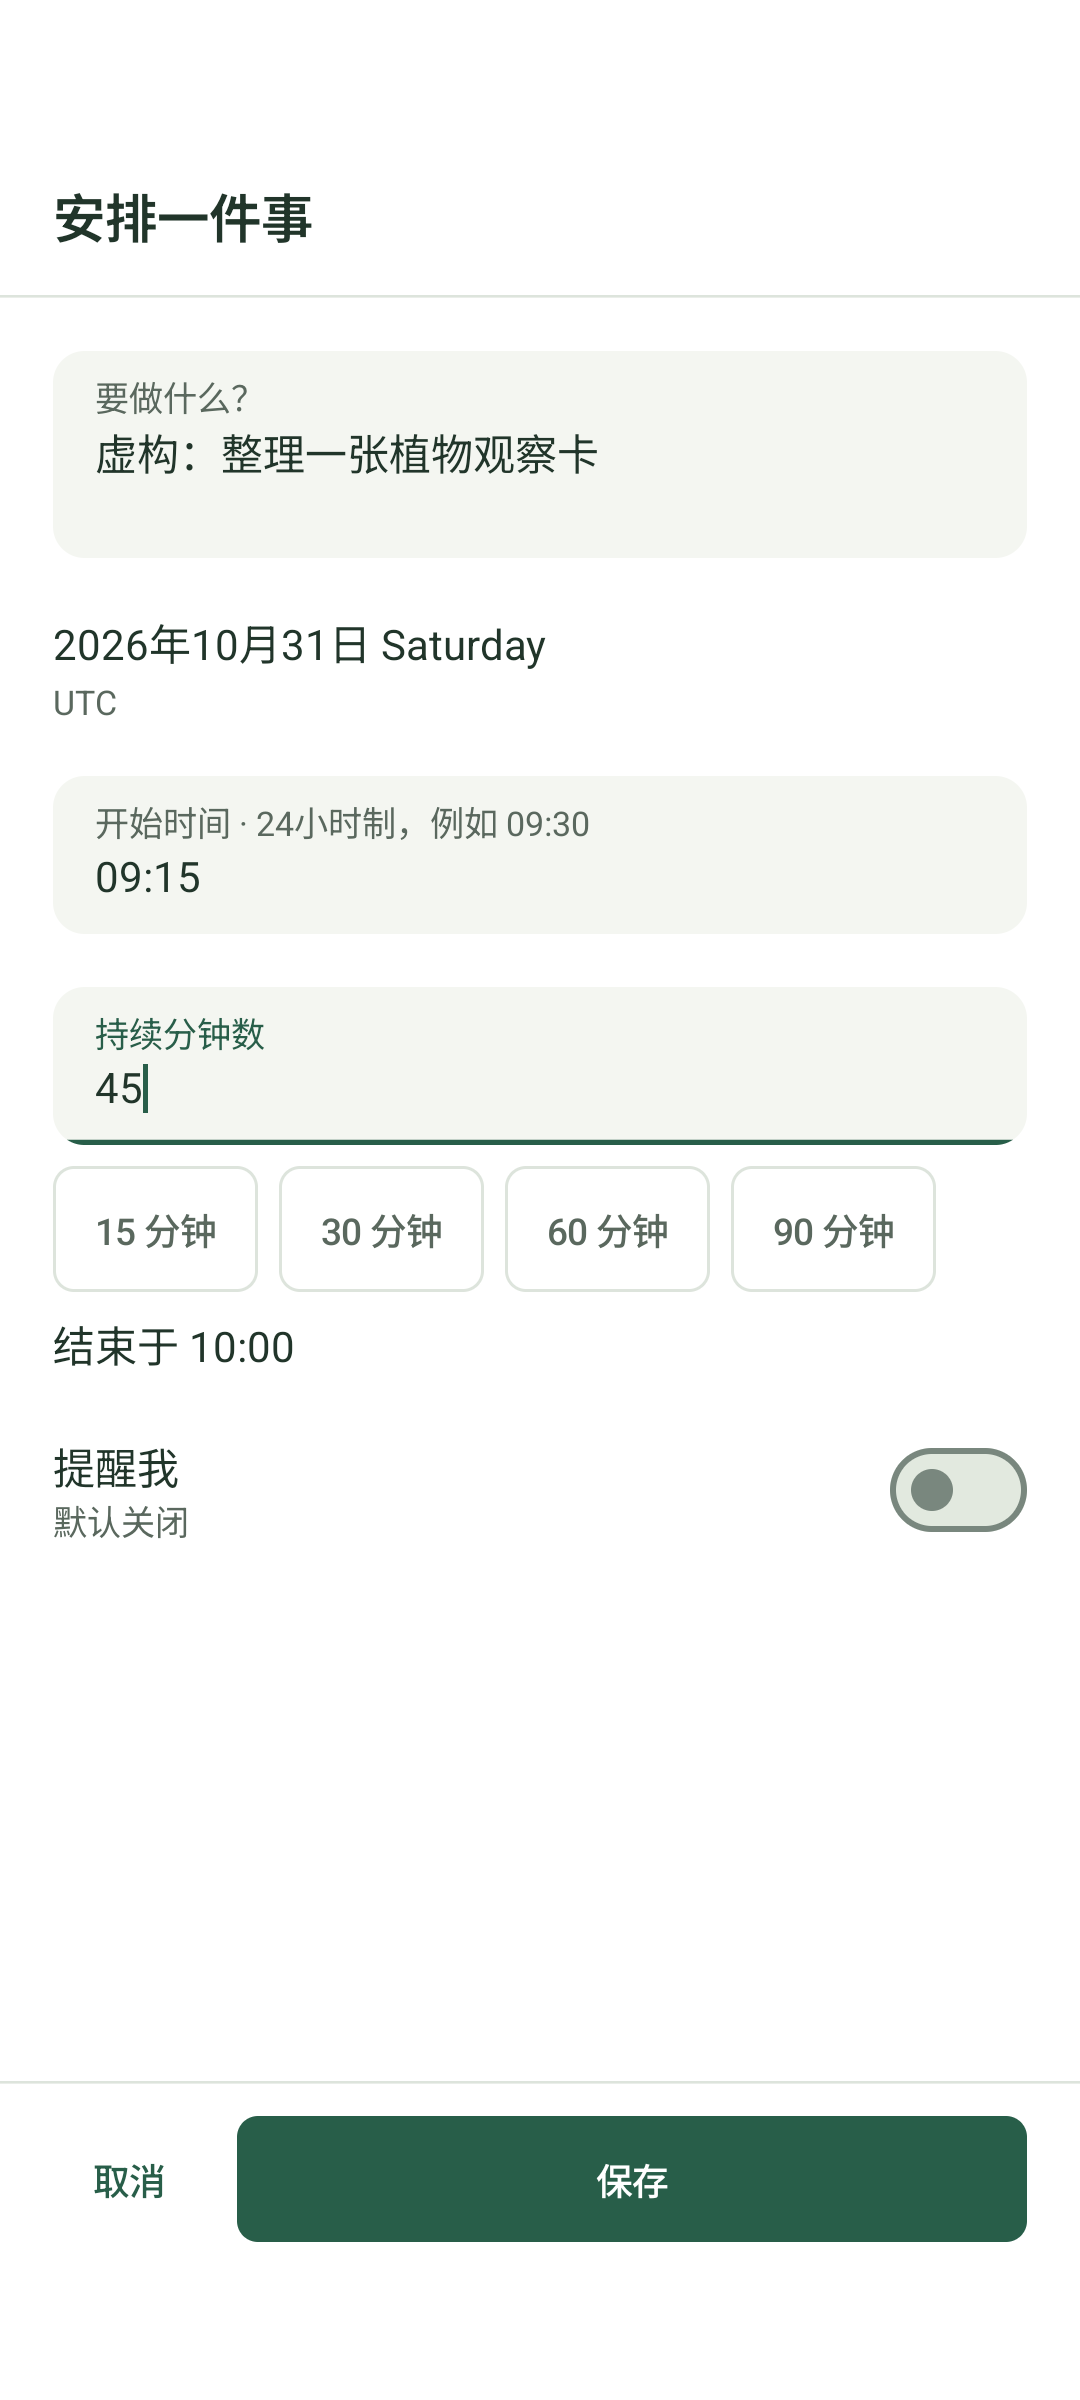 安排一件事
要做什么？
虚构：整理一张植物观察卡
2026年10月31日 Saturday
UTC
开始时间 · 24小时制，例如 09:30
09:15
持续分钟数
45
15 分钟
30 分钟
60 分钟
90 分钟
结束于 10:00
提醒我
默认关闭
取消
保存